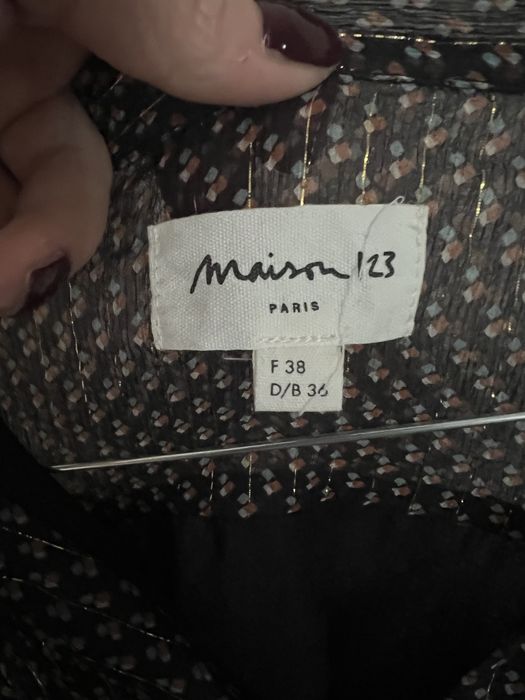 maison 123
PARIS
F 38
D/B 36